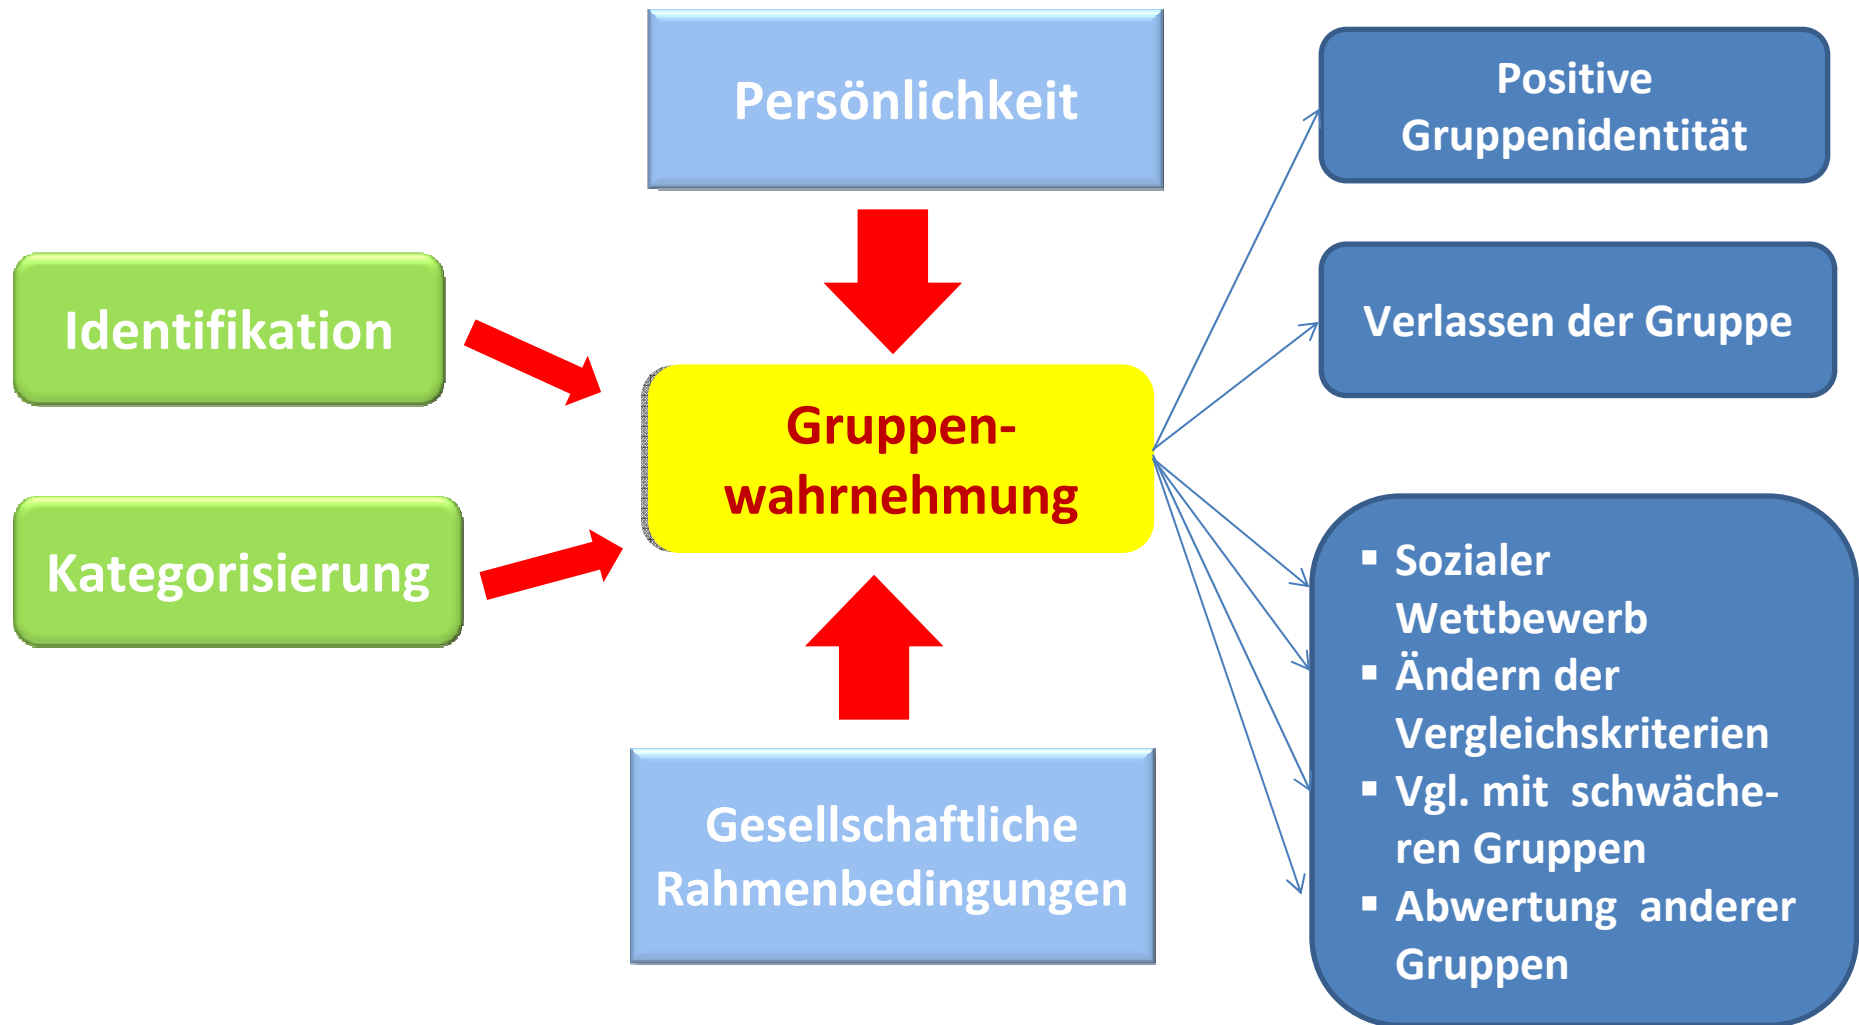 Persönlichkeit
Positive
Gruppenidentität
Identifikation
Verlassen der Gruppe
Gruppen-
wahrnehmung
Kategorisierung
Gesellschaftliche
Rahmenbedingungen
▪ Sozialer
Wettbewerb
▪ Ändern der
Vergleichskriterien
▪ Vgl. mit schwäche-
ren Gruppen
▪ Abwertung anderer
Gruppen